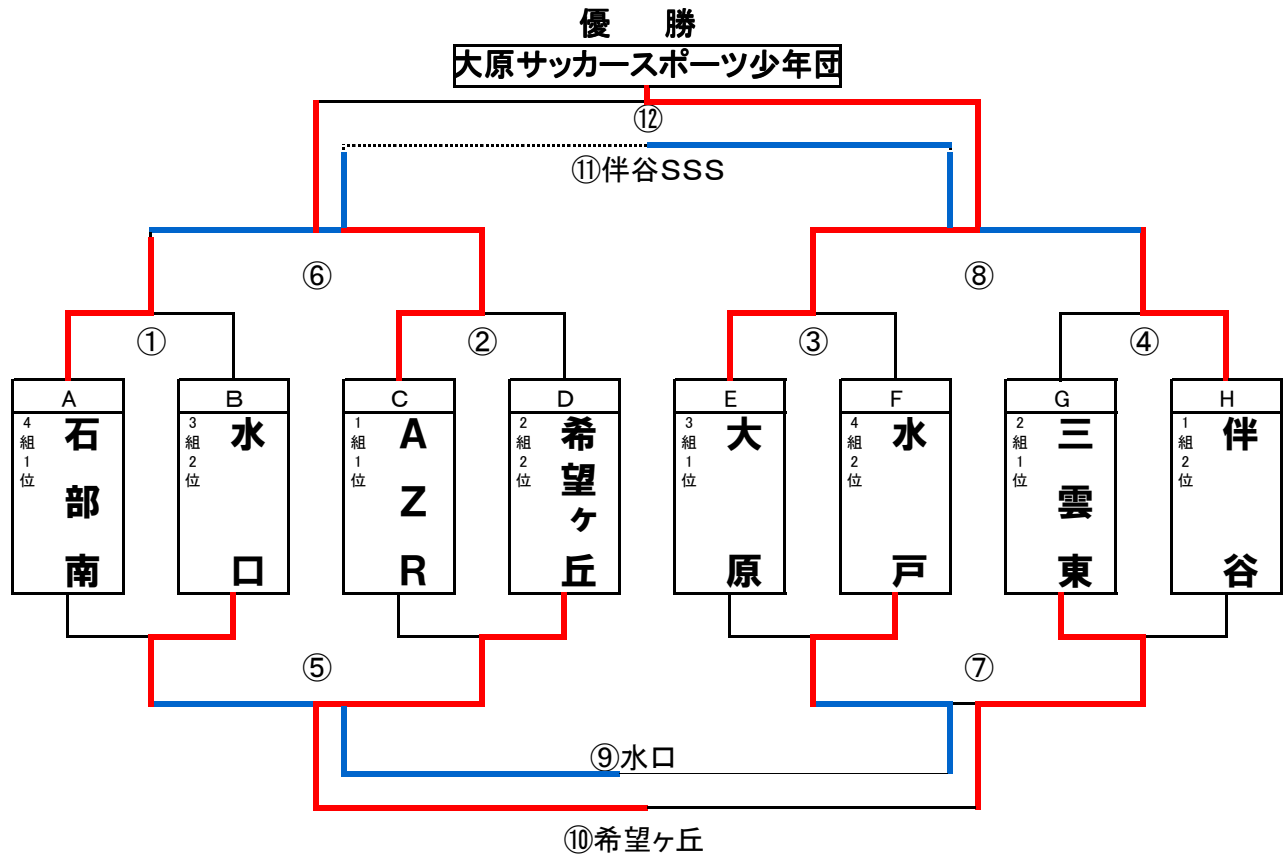 優　勝
大原サッカースポーツ少年団
⑫
⑪伴谷SSS
⑥
⑧
①
②
③
④
A
4組1位
石部南
B
3組2位
水口
C
1組1位
AZR
D
2組2位
希望ヶ丘
E
3組1位
大原
F
4組2位
水戸
G
2組1位
三雲東
H
1組2位
伴谷
⑤
⑦
⑨水口
⑩希望ヶ丘